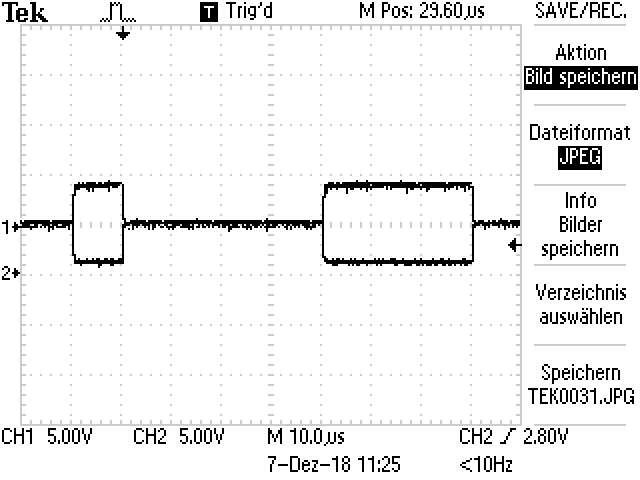 Tek T Trig'd M Pos: 29.60µs SAVE/REC.
Aktion
Bild speichern
Dateiformat
JPEG
Info
Bilder
speichern
1
2
Verzeichnis
auswählen
Speichern
TEK0031.JPG
CH1 5.00V CH2 5.00V M 10.0µs CH2 2.80V
7-Dez-18 11:25 <10Hz